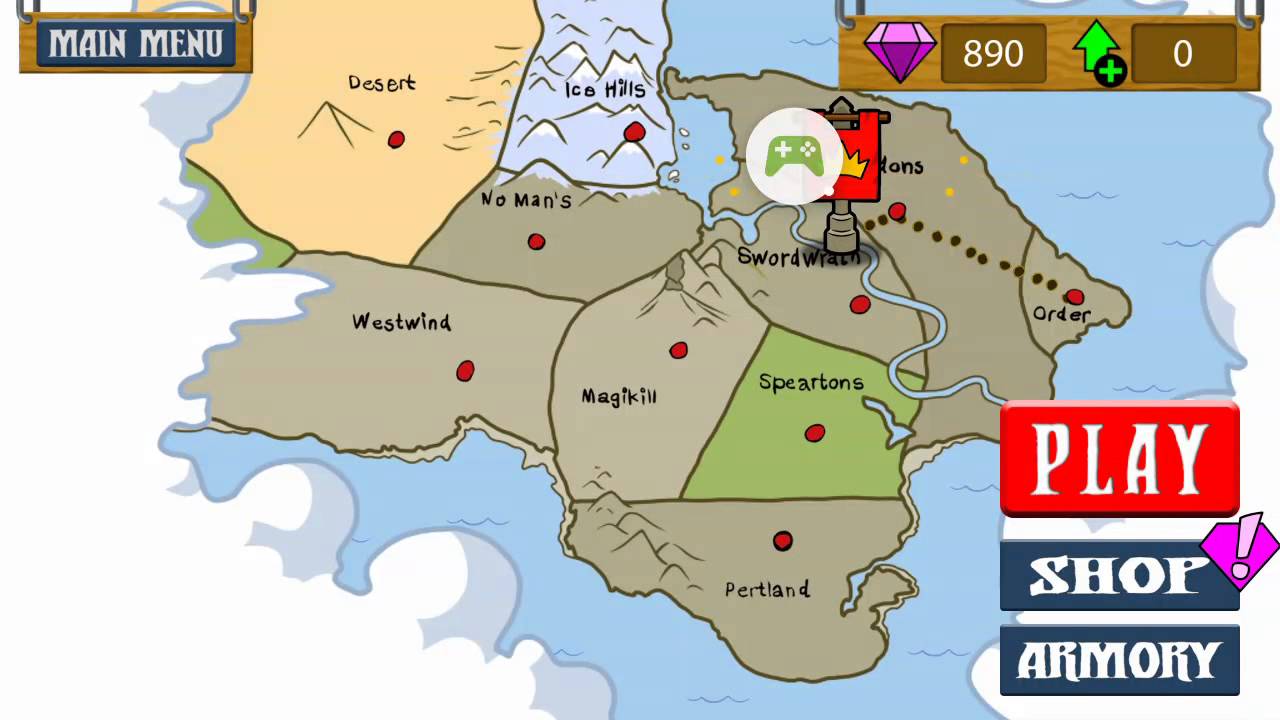 MAIN MENU
890
0
Desert
Ice Hills
dons
No Man's
Swordwrath
Order
Westwind
Speartons
Magikill
PLAY
SHOP
!
Pertland
ARMORY